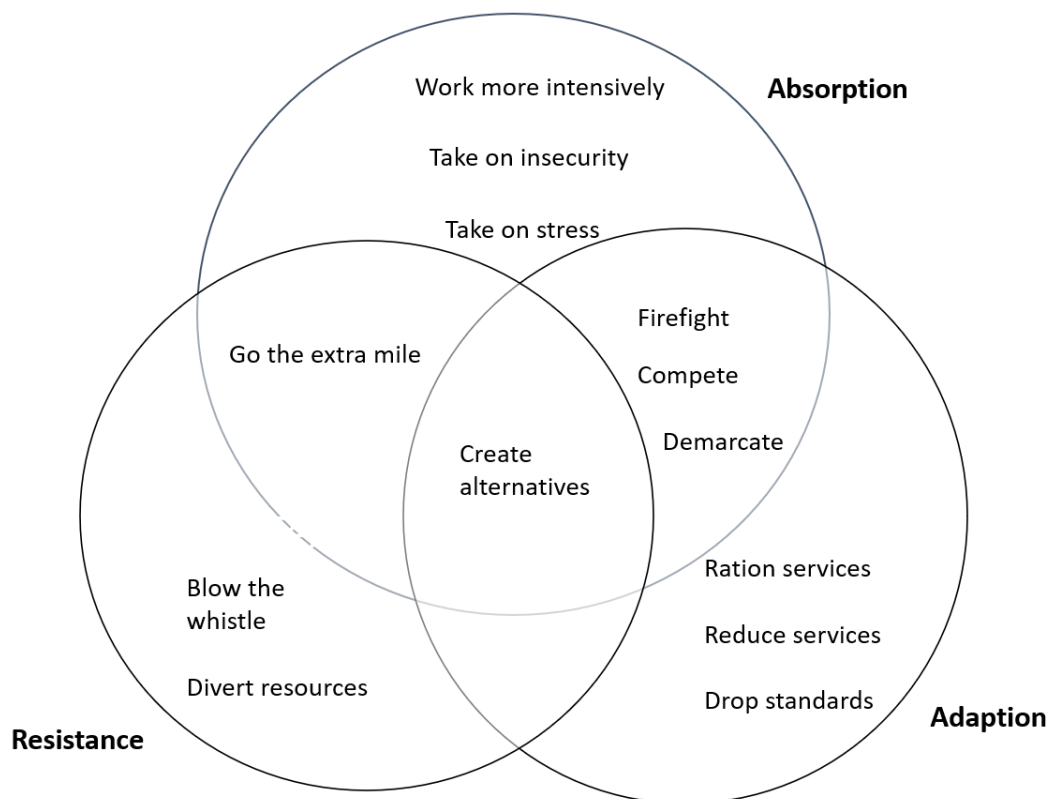 Work more intensively
Absorption
Take on insecurity
Take on stress
Firefight
Go the extra mile
Compete
Demarcate
Create
alternatives
Ration services
Blow the
whistle
Reduce services
Divert resources
Drop standards
Adaption
Resistance